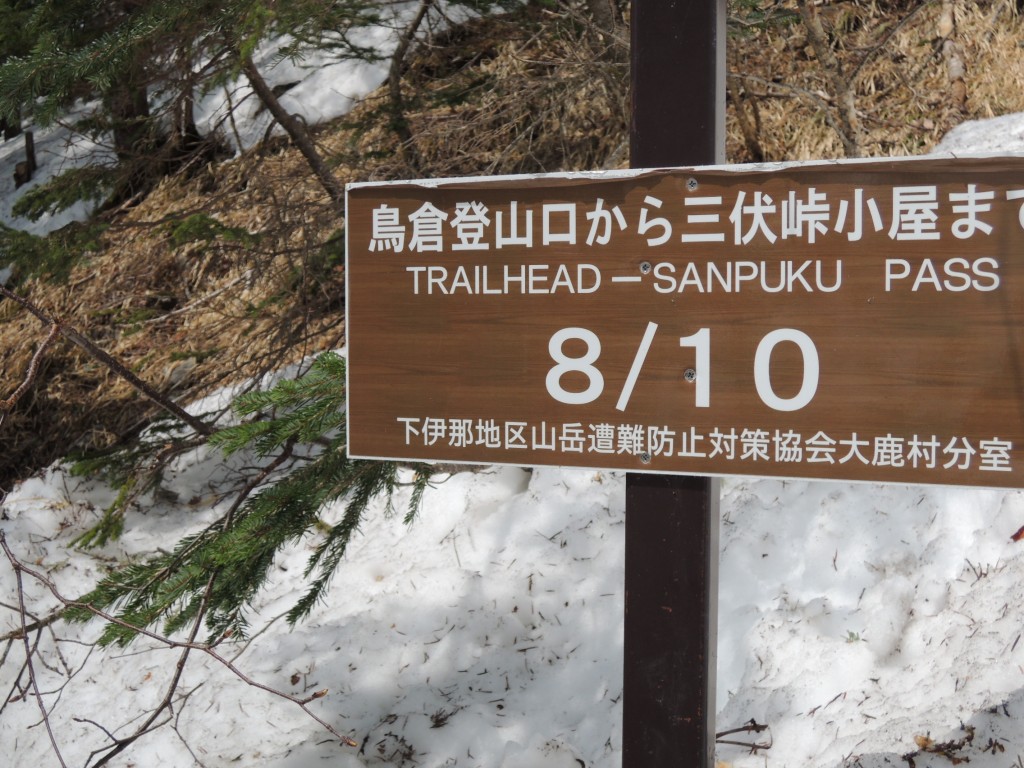 鳥倉登山口から三伏峠小屋まで
TRAILHEAD – SANPUKU PASS
8/10
下伊那地区山岳遭難防止対策協会大鹿村分室